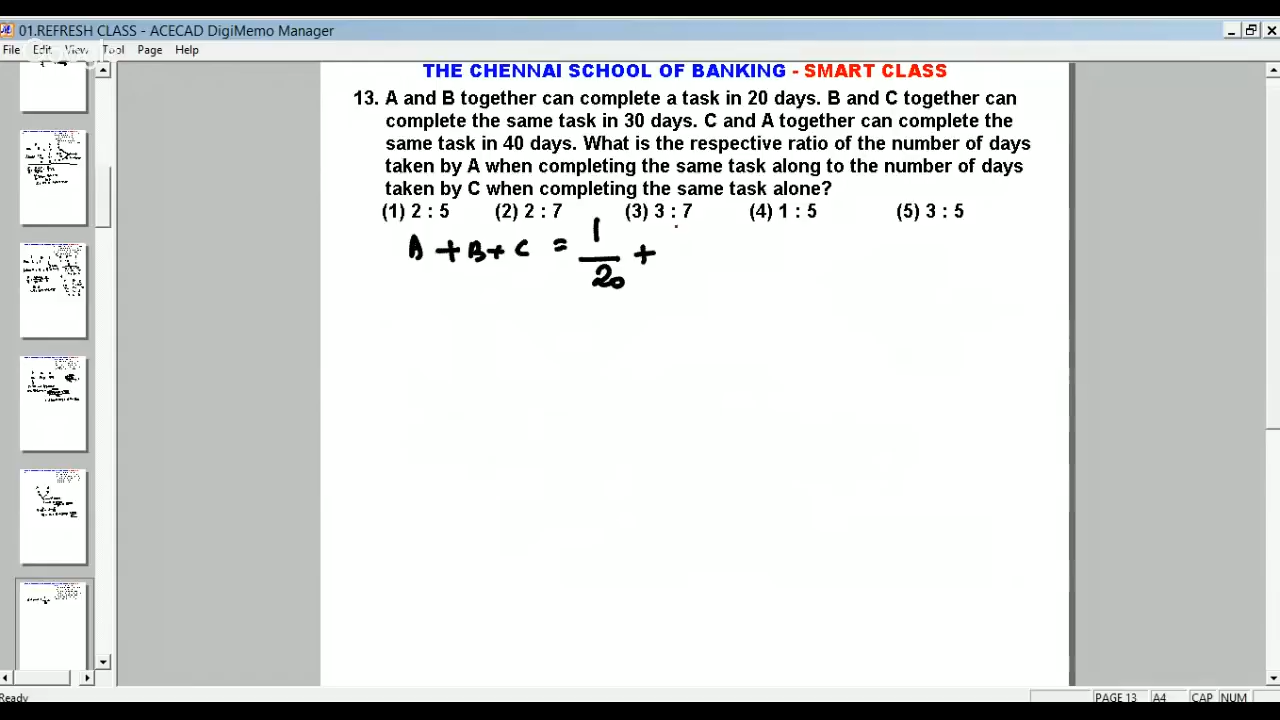 01.REFRESH CLASS - ACECAD DigiMemo Manager
File Edit View Tool Page Help
THE CHENNAI SCHOOL OF BANKING - SMART CLASS
13. A and B together can complete a task in 20 days. B and C together can
complete the same task in 30 days. C and A together can complete the
same task in 40 days. What is the respective ratio of the number of days
taken by A when completing the same task along to the number of days
taken by C when completing the same task alone?
(1) 2 : 5 (2) 2 : 7 (3) 3 : 7 (4) 1 : 5 (5) 3 : 5
A + B + C = 1/20 +
Ready PAGE 13 A4 CAP NUM